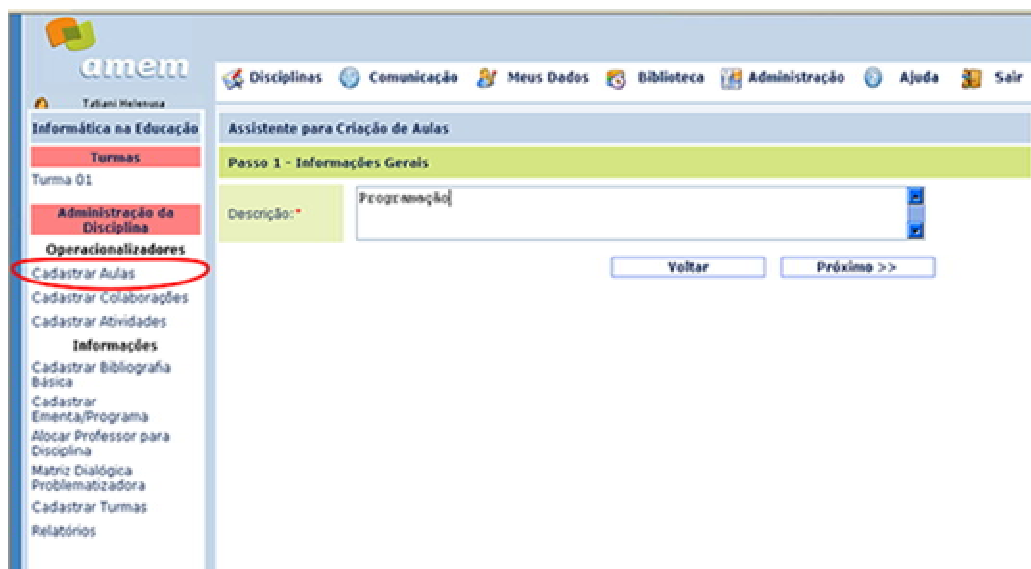 amem
Disciplinas Comunicação Meus Dados Biblioteca Administração Ajuda Sair
Tatiani Helenusa
Informática na Educação
Turmas
Turma 01
Administração da
Disciplina
Operacionalizadores
Cadastrar Aulas
Cadastrar Colaborações
Cadastrar Atividades
Informações
Cadastrar Bibliografia
Básica
Cadastrar
Ementa/Programa
Alocar Professor para
Disciplina
Matriz Dialógica
Problematizadora
Cadastrar Turmas
Relatórios
Assistente para Criação de Aulas
Passo 1 - Informações Gerais
Descrição:*
Programação
Voltar
Próximo >>